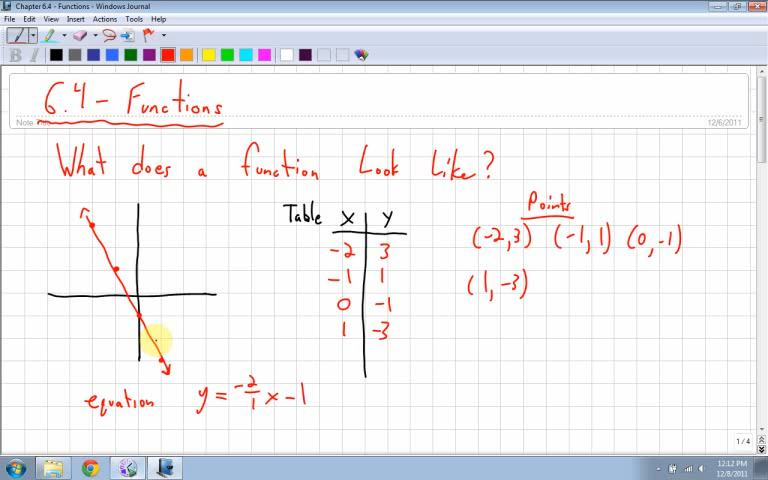 Chapter 6.4 - Functions - Windows Journal
File Edit View Insert Actions Tools Help
B I
6.4 - Functions
Note
12/6/2011
What does a function Look Like?
Table X Y
-2 3
-1 1
0 -1
1 -3
Points
(-2,3) (-1,1) (0,-1)
(1,-3)
equation y = -2/1 x - 1
1 / 4
12:12 PM
12/8/2011